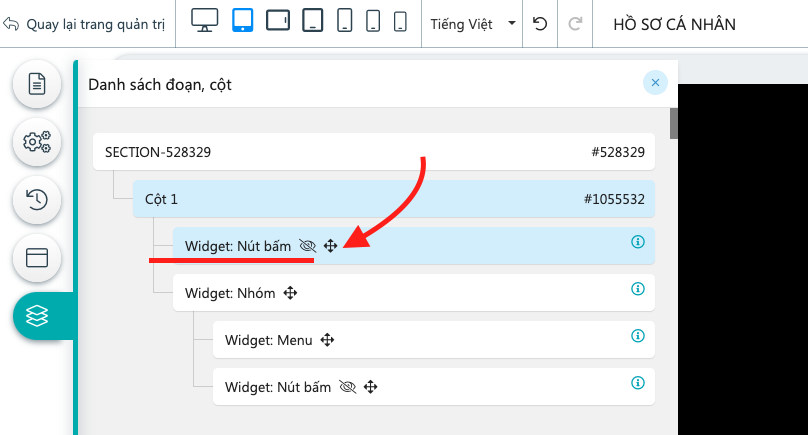 Quay lại trang quản trị
Tiếng Việt
HỒ SƠ CÁ NHÂN
Danh sách đoạn, cột
SECTION-528329 #528329
Cột 1 #1055532
Widget: Nút bấm
Widget: Nhóm
Widget: Menu
Widget: Nút bấm